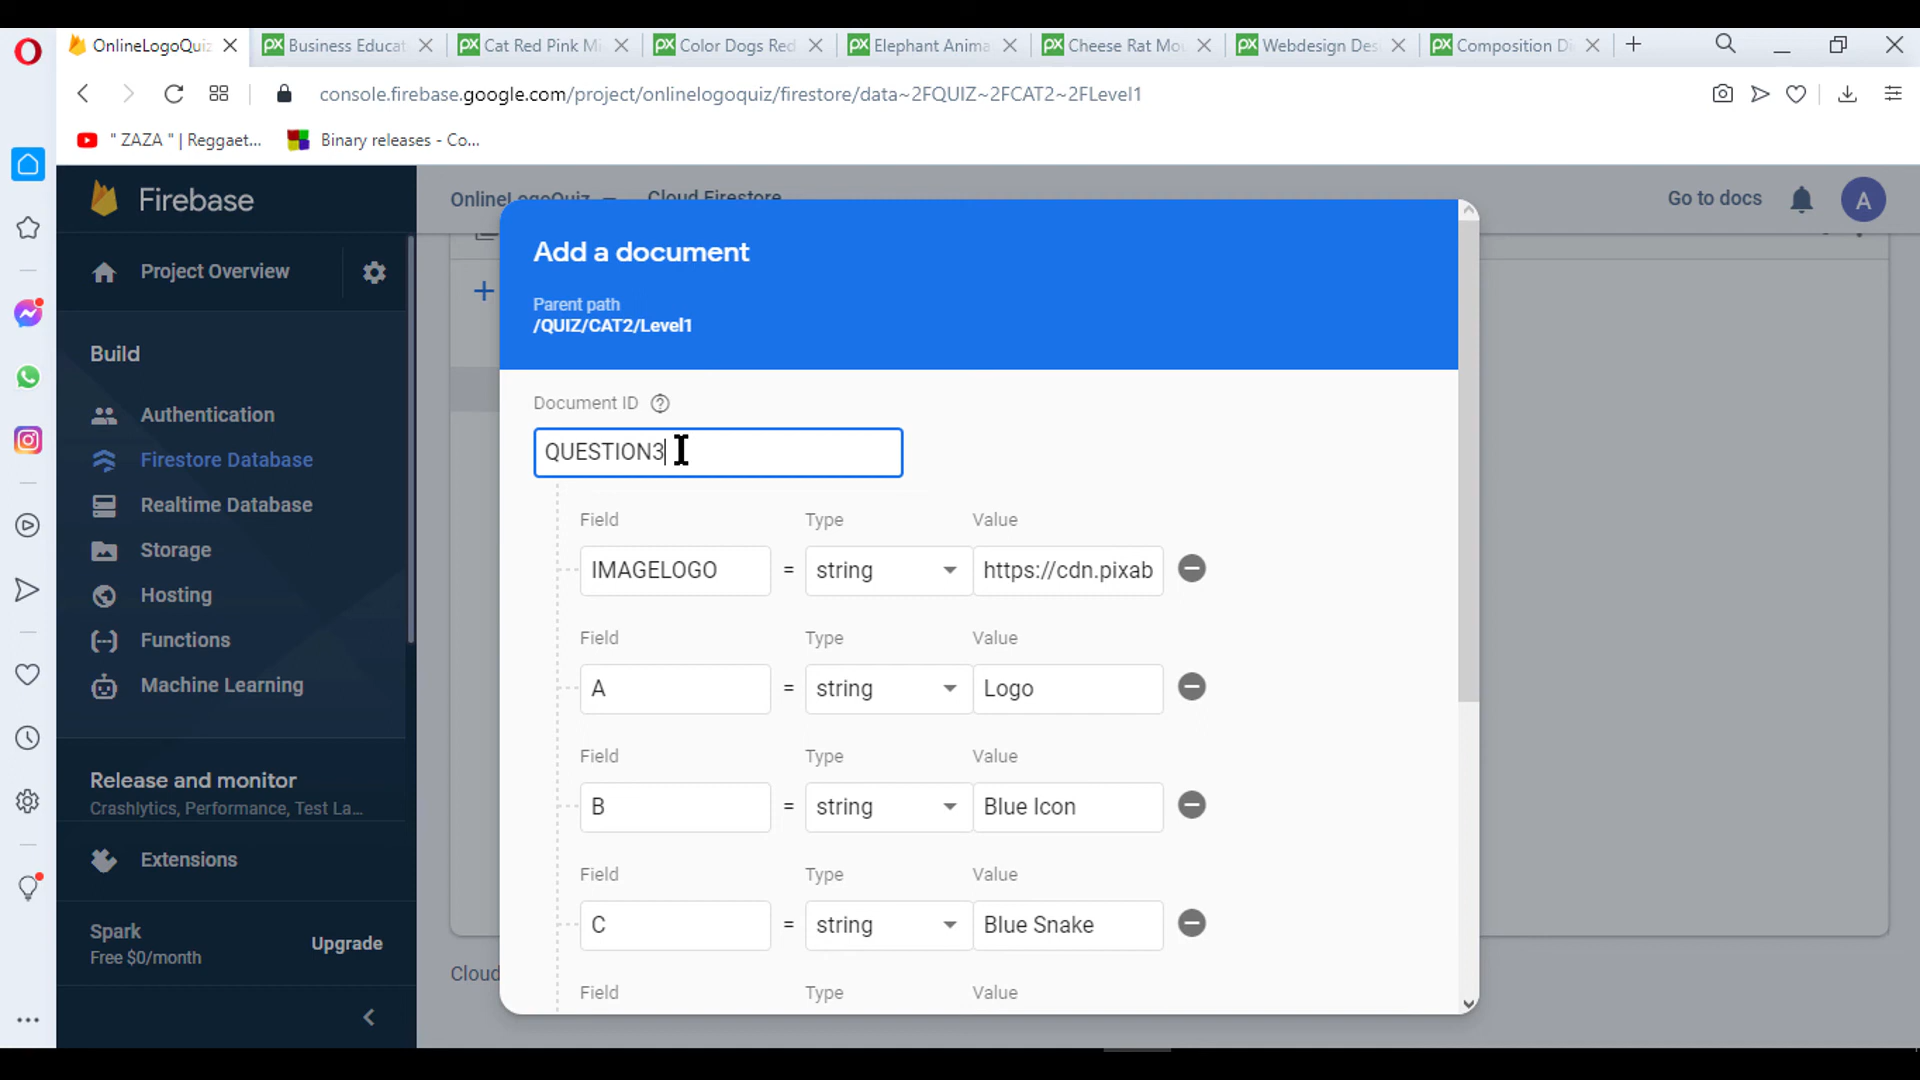 OnlineLogoQuiz
Business Educat
Cat Red Pink Mi
Color Dogs Red
Elephant Anima
Cheese Rat Mou
Webdesign Des
Composition Di
console.firebase.google.com/project/onlinelogoquiz/firestore/data~2FQUIZ~2FCAT2~2FLevel1
" ZAZA " | Reggaet...
Binary releases - Co...
Firebase
OnlineLogoQuiz
Cloud Firestore
Go to docs
A
Project Overview
Build
Authentication
Firestore Database
Realtime Database
Storage
Hosting
Functions
Machine Learning
Release and monitor
Crashlytics, Performance, Test La...
Extensions
Spark
Free $0/month
Upgrade
Cloud
Add a document
Parent path
/QUIZ/CAT2/Level1
Document ID
QUESTION3
Field Type Value
IMAGELOGO = string https://cdn.pixab
Field Type Value
A = string Logo
Field Type Value
B = string Blue Icon
Field Type Value
C = string Blue Snake
Field Type Value